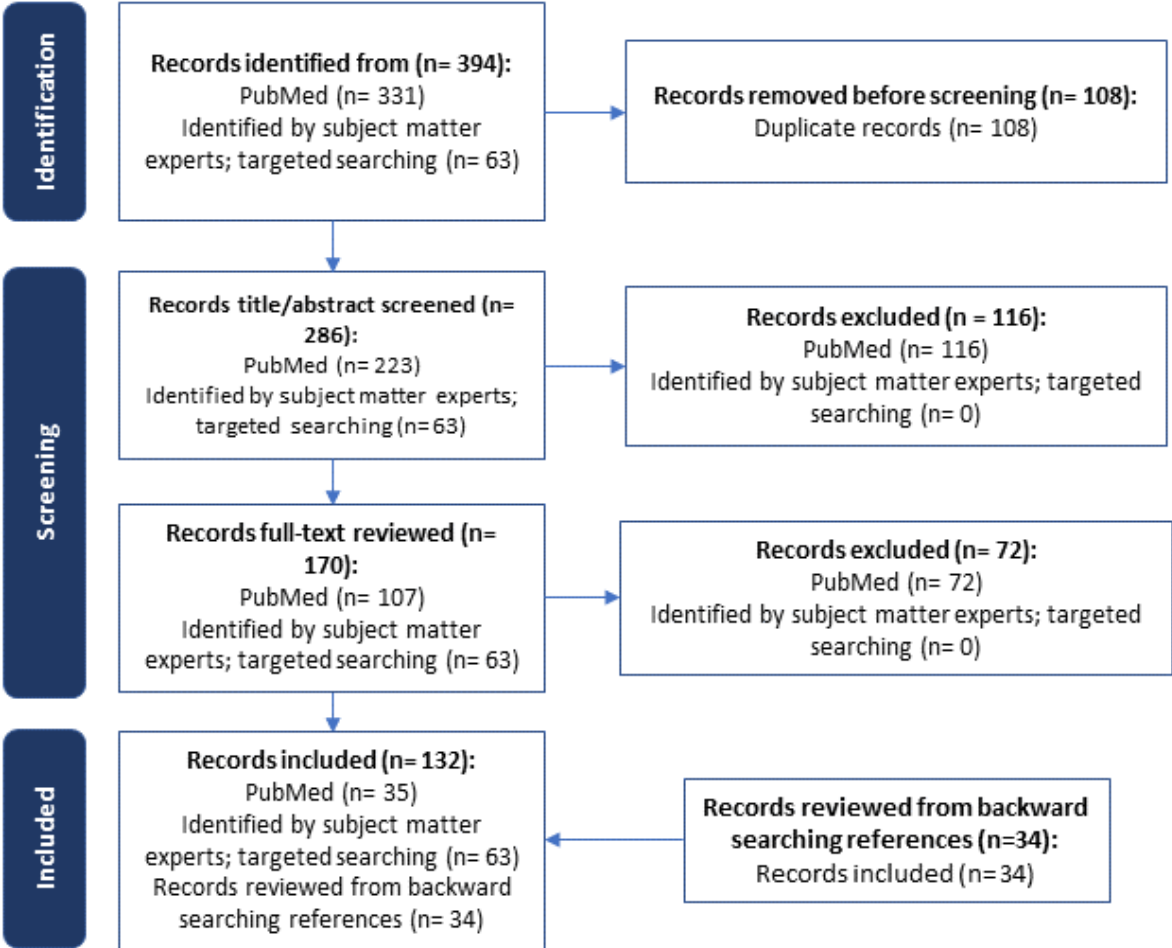 Identification
Records identified from (n= 394):
PubMed (n= 331)
Identified by subject matter
experts; targeted searching (n= 63)
Records removed before screening (n= 108):
Duplicate records (n= 108)
Screening
Records title/abstract screened (n=
286):
PubMed (n= 223)
Identified by subject matter experts;
targeted searching (n= 63)
Records excluded (n = 116):
PubMed (n= 116)
Identified by subject matter experts; targeted
searching (n= 0)
Records full-text reviewed (n=
170):
PubMed (n= 107)
Identified by subject matter
experts; targeted searching (n= 63)
Records excluded (n= 72):
PubMed (n= 72)
Identified by subject matter experts; targeted
searching (n= 0)
Included
Records included (n= 132):
PubMed (n= 35)
Identified by subject matter
experts; targeted searching (n= 63)
Records reviewed from backward
searching references (n= 34)
Records reviewed from backward
searching references (n=34):
Records included (n= 34)